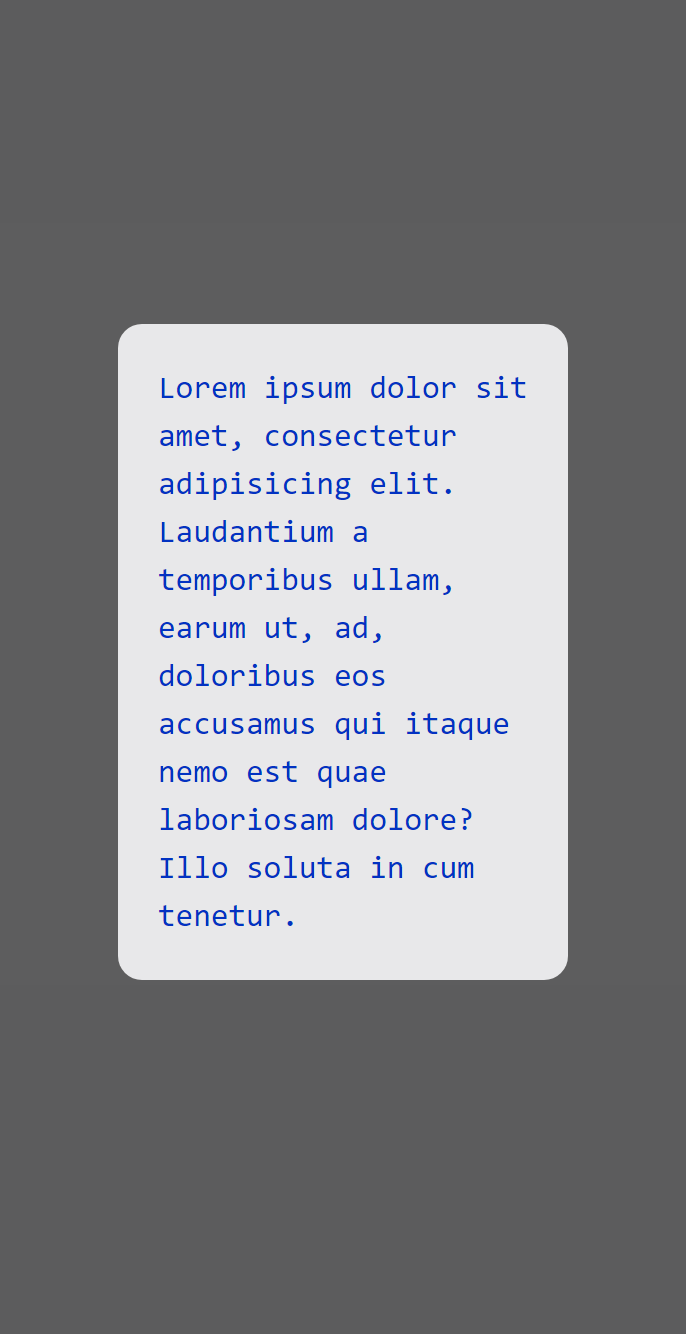 Lorem ipsum dolor sit
amet, consectetur
adipisicing elit.
Laudantium a
temporibus ullam,
earum ut, ad,
doloribus eos
accusamus qui itaque
nemo est quae
laboriosam dolore?
Illo soluta in cum
tenetur.